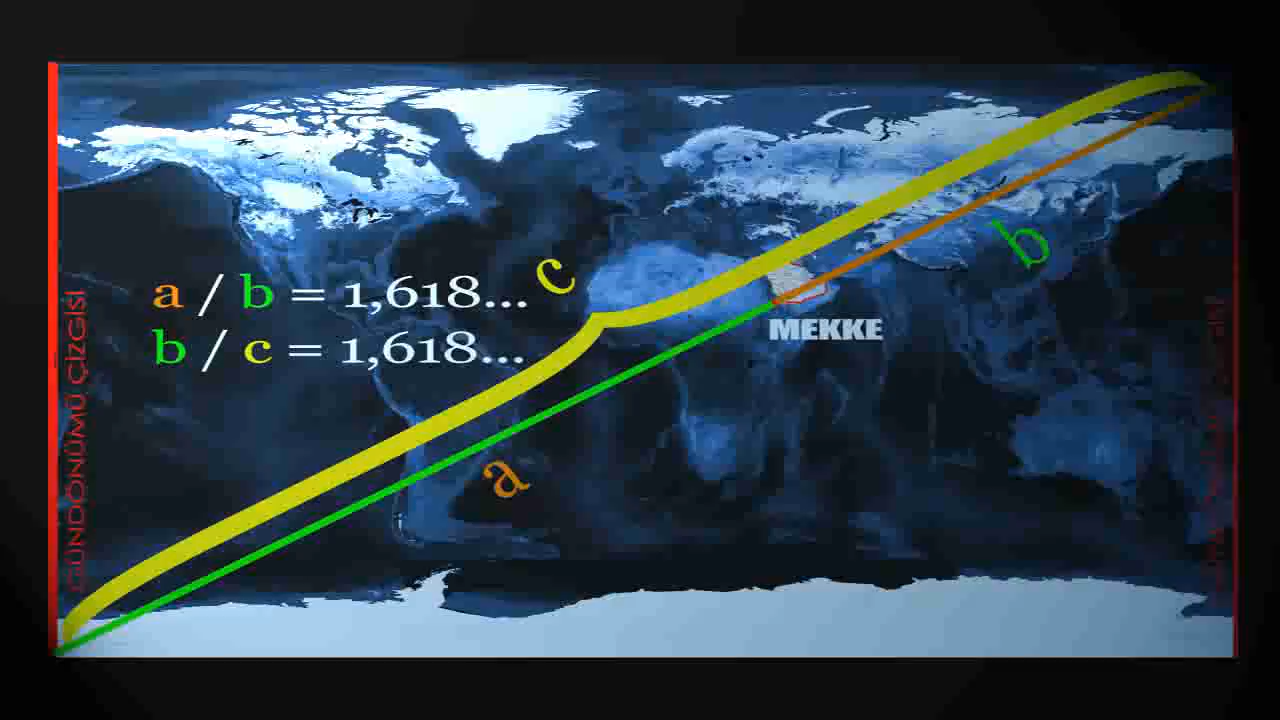 a / b = 1,618...
b / c = 1,618...
c
b
a
MEKKE
GÜNDÖNÜMÜ ÇİZGİSİ